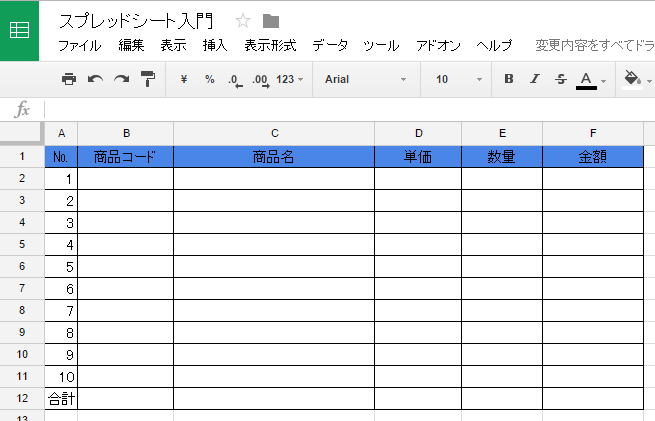 スプレッドシート入門
ファイル 編集 表示 挿入 表示形式 データ ツール アドオン ヘルプ 変更内容をすべてドラ
¥ % .0 .00 123 Arial 10 B I S A
fx
A B C D E F
1 No. 商品コード 商品名 単価 数量 金額
2 1
3 2
4 3
5 4
6 5
7 6
8 7
9 8
10 9
11 10
12 合計
13